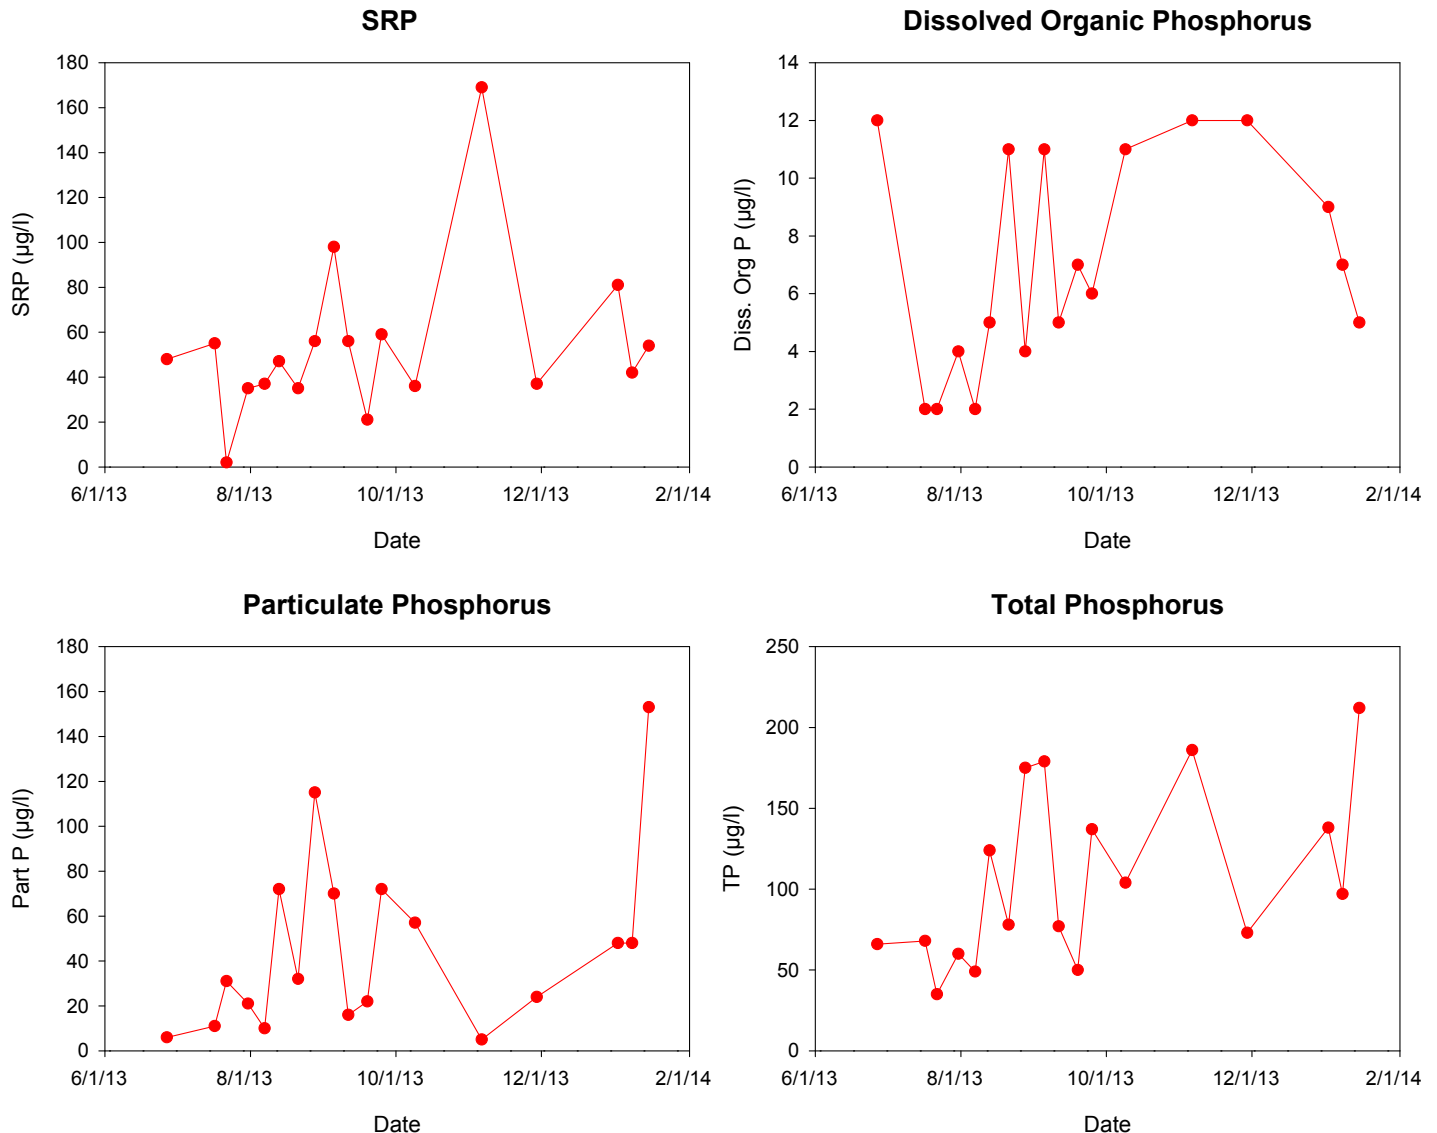 SRP
180
160
140
120
100
80
60
40
20
0
SRP (µg/l)
6/1/13 8/1/13 10/1/13 12/1/13 2/1/14
Date
Dissolved Organic Phosphorus
14
12
10
8
6
4
2
0
Diss. Org P (µg/l)
6/1/13 8/1/13 10/1/13 12/1/13 2/1/14
Date
Particulate Phosphorus
180
160
140
120
100
80
60
40
20
0
Part P (µg/l)
6/1/13 8/1/13 10/1/13 12/1/13 2/1/14
Date
Total Phosphorus
250
200
150
100
50
0
TP (µg/l)
6/1/13 8/1/13 10/1/13 12/1/13 2/1/14
Date